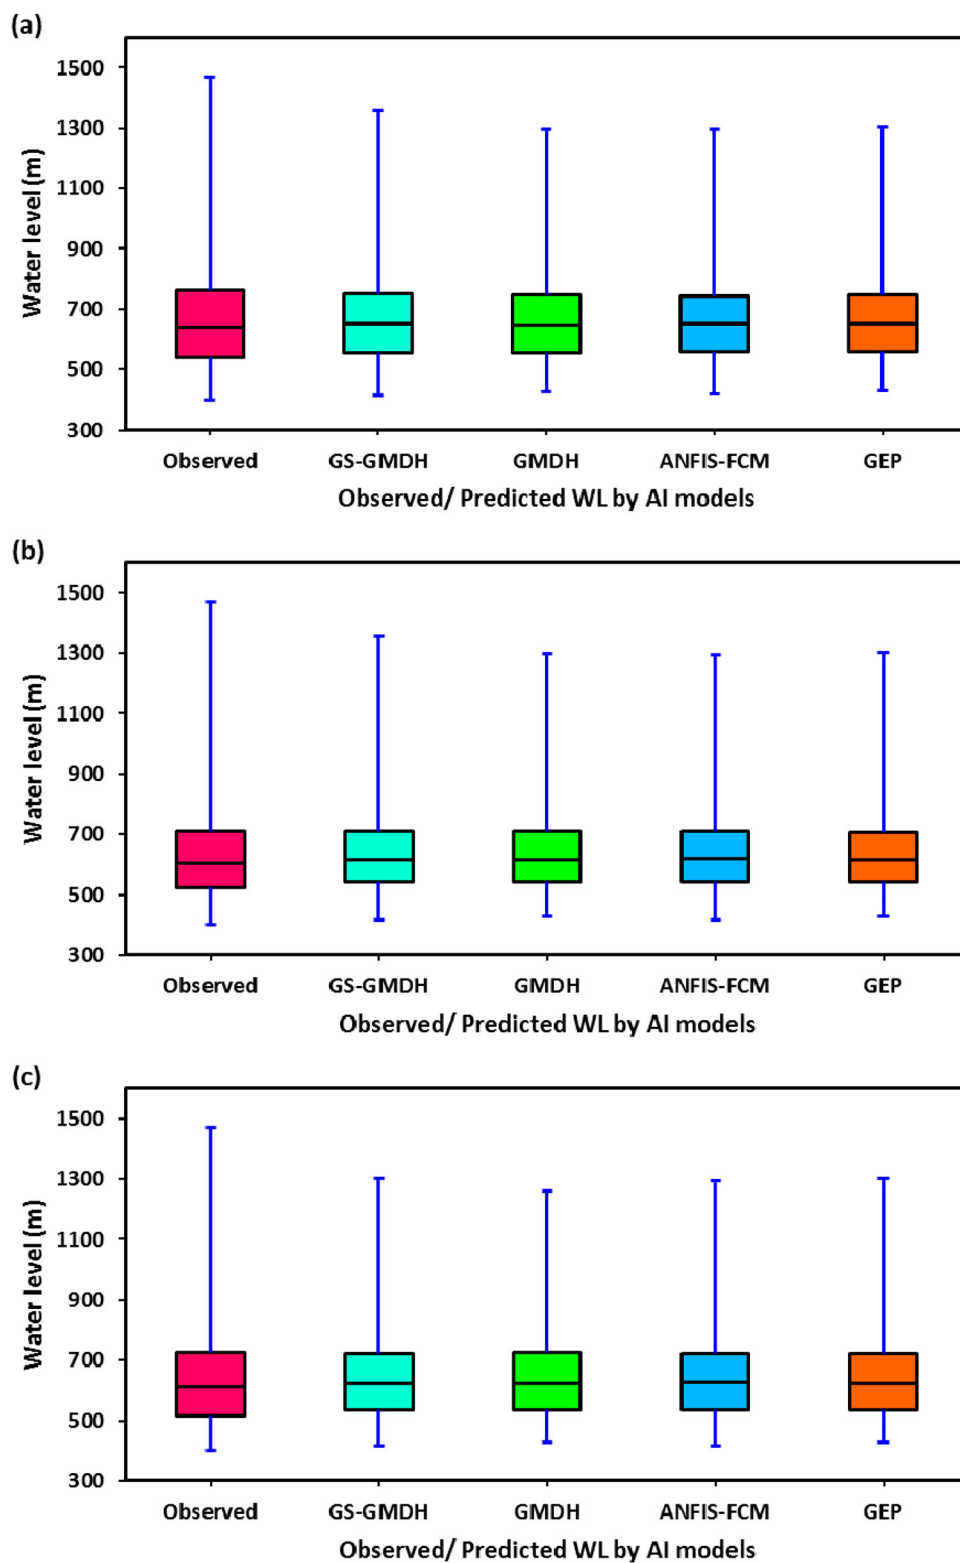 (a)
Water level (m)
1500
1300
1100
900
700
500
300
Observed GS-GMDH GMDH ANFIS-FCM GEP
Observed/ Predicted WL by AI models
(b)
Water level (m)
1500
1300
1100
900
700
500
300
Observed GS-GMDH GMDH ANFIS-FCM GEP
Observed/ Predicted WL by AI models
(c)
Water level (m)
1500
1300
1100
900
700
500
300
Observed GS-GMDH GMDH ANFIS-FCM GEP
Observed/ Predicted WL by AI models